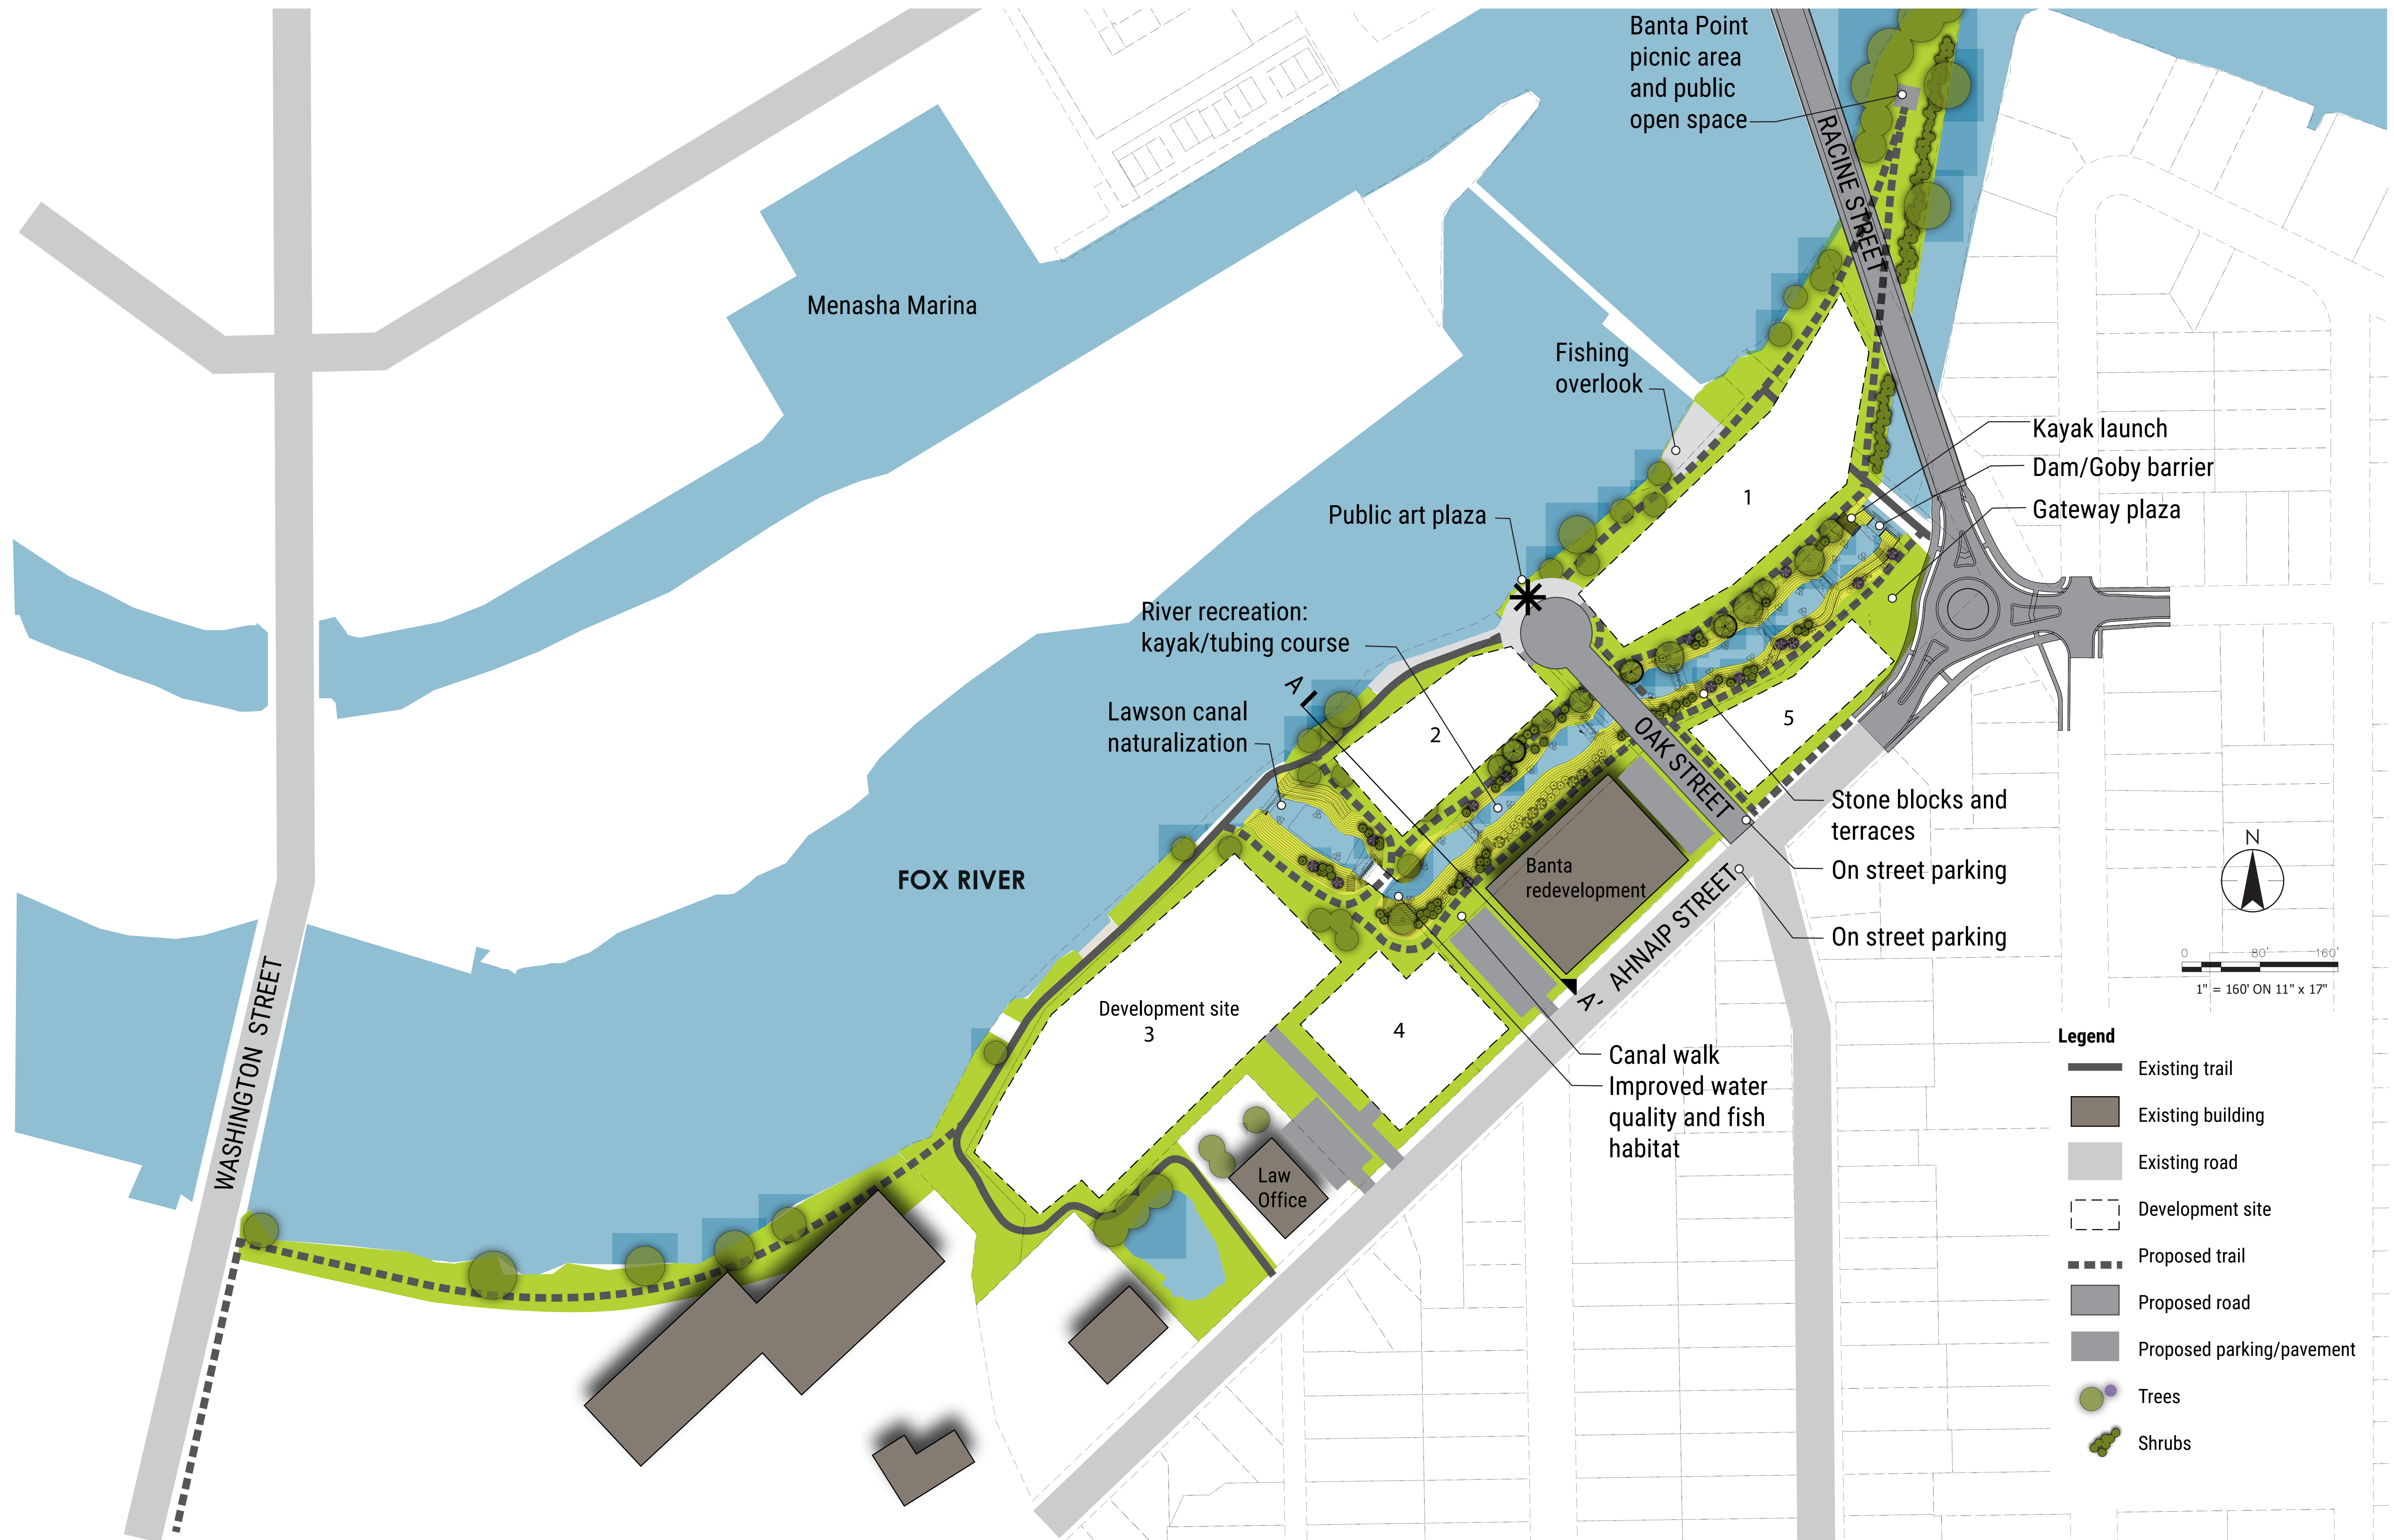 Banta Point
picnic area
and public
open space
RACINE STREET
Menasha Marina
Fishing
overlook
Kayak launch
Dam/Goby barrier
Gateway plaza
1
Public art plaza
River recreation:
kayak/tubing course
A
Lawson canal
naturalization
2
5
OAK STREET
Stone blocks and
terraces
On street parking
On street parking
Banta
redevelopment
FOX RIVER
AHNAIP STREET
A-
WASHINGTON STREET
Development site
3
4
Canal walk
Improved water
quality and fish
habitat
Law
Office
N
0 80' 160'
1" = 160' ON 11" x 17"
Legend
Existing trail
Existing building
Existing road
Development site
Proposed trail
Proposed road
Proposed parking/pavement
Trees
Shrubs